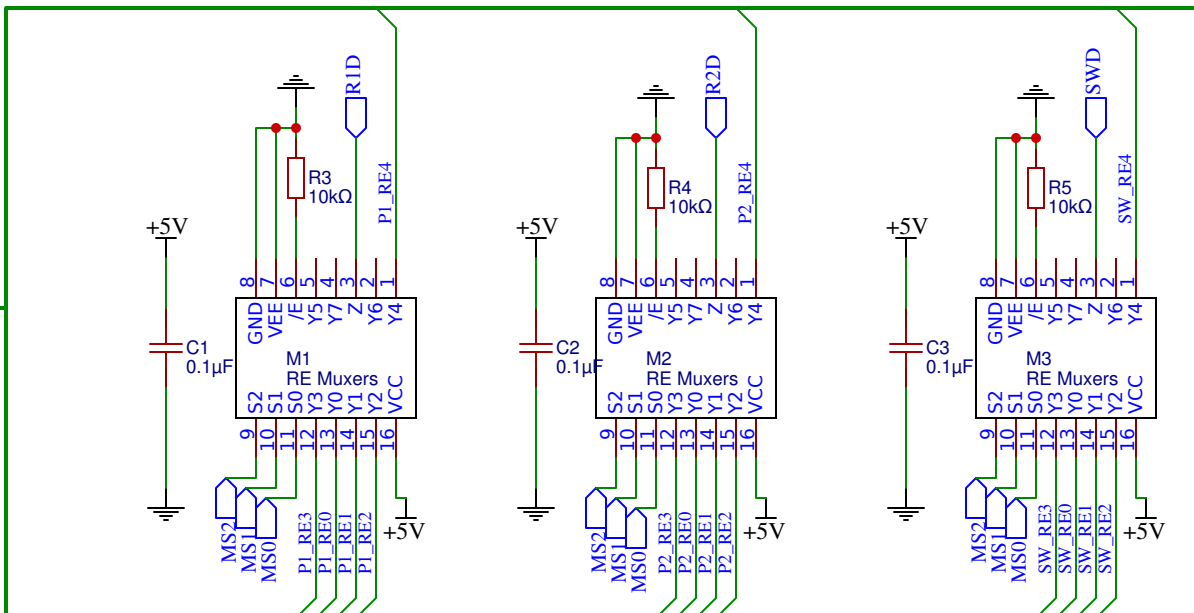 R1D
R3
10kΩ
P1_RE4
+5V
C1
0.1µF
8 7 6 5 4 3 2 1
GND VEE /E Y5 Y7 Z Y6 Y4
M1
RE Muxers
S2 S1 S0 Y3 Y0 Y1 Y2 VCC
9 10 11 12 13 14 15 16
MS2 MS1 MS0
P1_RE3 P1_RE0 P1_RE1 P1_RE2
+5V
R2D
R4
10kΩ
P2_RE4
+5V
C2
0.1µF
8 7 6 5 4 3 2 1
GND VEE /E Y5 Y7 Z Y6 Y4
M2
RE Muxers
S2 S1 S0 Y3 Y0 Y1 Y2 VCC
9 10 11 12 13 14 15 16
MS2 MS1 MS0
P2_RE3 P2_RE0 P2_RE1 P2_RE2
+5V
SWD
R5
10kΩ
SW_RE4
+5V
C3
0.1µF
8 7 6 5 4 3 2 1
GND VEE /E Y5 Y7 Z Y6 Y4
M3
RE Muxers
S2 S1 S0 Y3 Y0 Y1 Y2 VCC
9 10 11 12 13 14 15 16
MS2 MS1 MS0
SW_RE3 SW_RE0 SW_RE1 SW_RE2
+5V